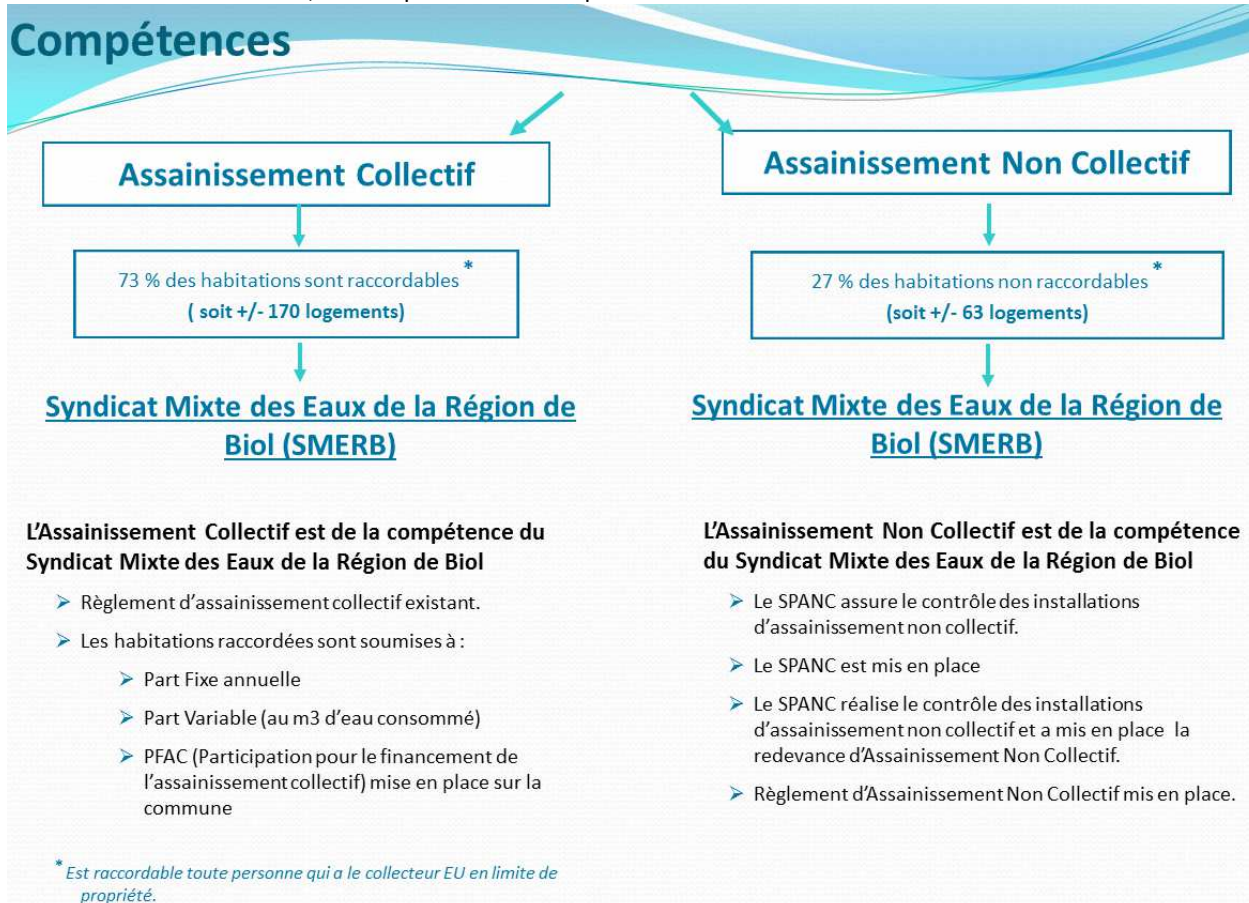 Compétences
Assainissement Collectif
73 % des habitations sont raccordables *
( soit +/- 170 logements)
Syndicat Mixte des Eaux de la Région de
Biol (SMERB)
L'Assainissement Collectif est de la compétence du
Syndicat Mixte des Eaux de la Région de Biol
➢ Règlement d'assainissement collectif existant.
➢ Les habitations raccordées sont soumises à :
➢ Part Fixe annuelle
➢ Part Variable (au m3 d'eau consommé)
➢ PFAC (Participation pour le financement de
l'assainissement collectif) mise en place sur la
commune
* Est raccordable toute personne qui a le collecteur EU en limite de
propriété.
Assainissement Non Collectif
27 % des habitations non raccordables *
(soit +/- 63 logements)
Syndicat Mixte des Eaux de la Région de
Biol (SMERB)
L'Assainissement Non Collectif est de la compétence
du Syndicat Mixte des Eaux de la Région de Biol
➢ Le SPANC assure le contrôle des installations
d'assainissement non collectif.
➢ Le SPANC est mis en place
➢ Le SPANC réalise le contrôle des installations
d'assainissement non collectif et a mis en place la
redevance d'Assainissement Non Collectif.
➢ Règlement d'Assainissement Non Collectif mis en place.